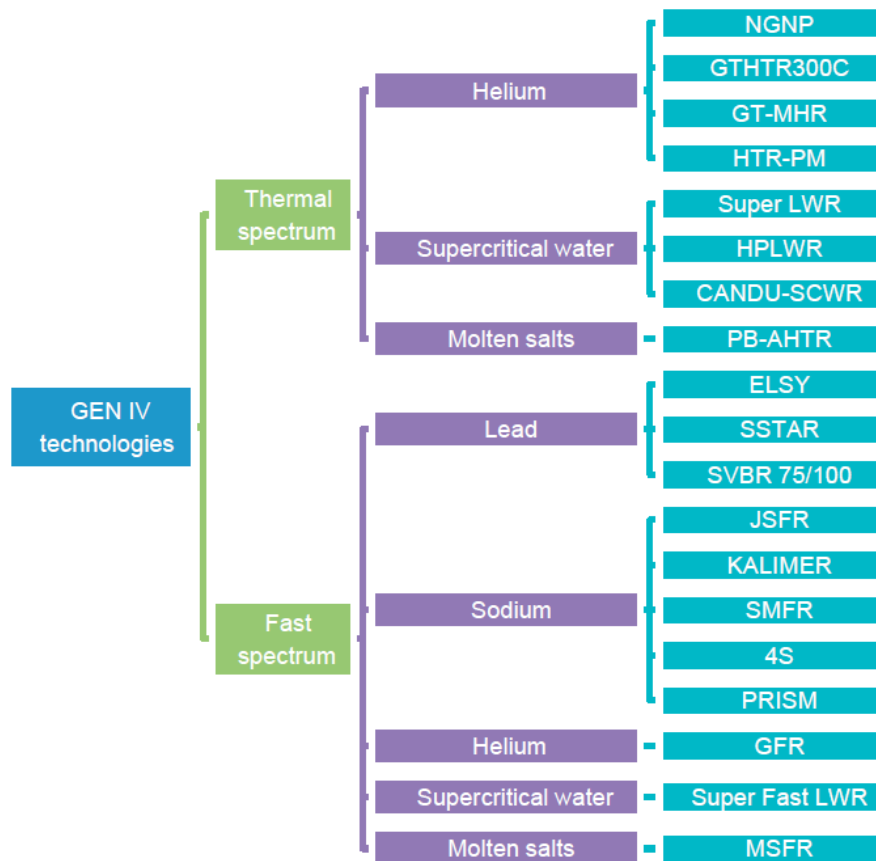 NGNP
GTHTR300C
Helium
GT-MHR
HTR-PM
Thermal
spectrum
Super LWR
Supercritical water
HPLWR
CANDU-SCWR
Molten salts
PB-AHTR
GEN IV
technologies
ELSY
Lead
SSTAR
SVBR 75/100
JSFR
KALIMER
Fast
spectrum
Sodium
SMFR
4S
PRISM
Helium
GFR
Supercritical water
Super Fast LWR
Molten salts
MSFR